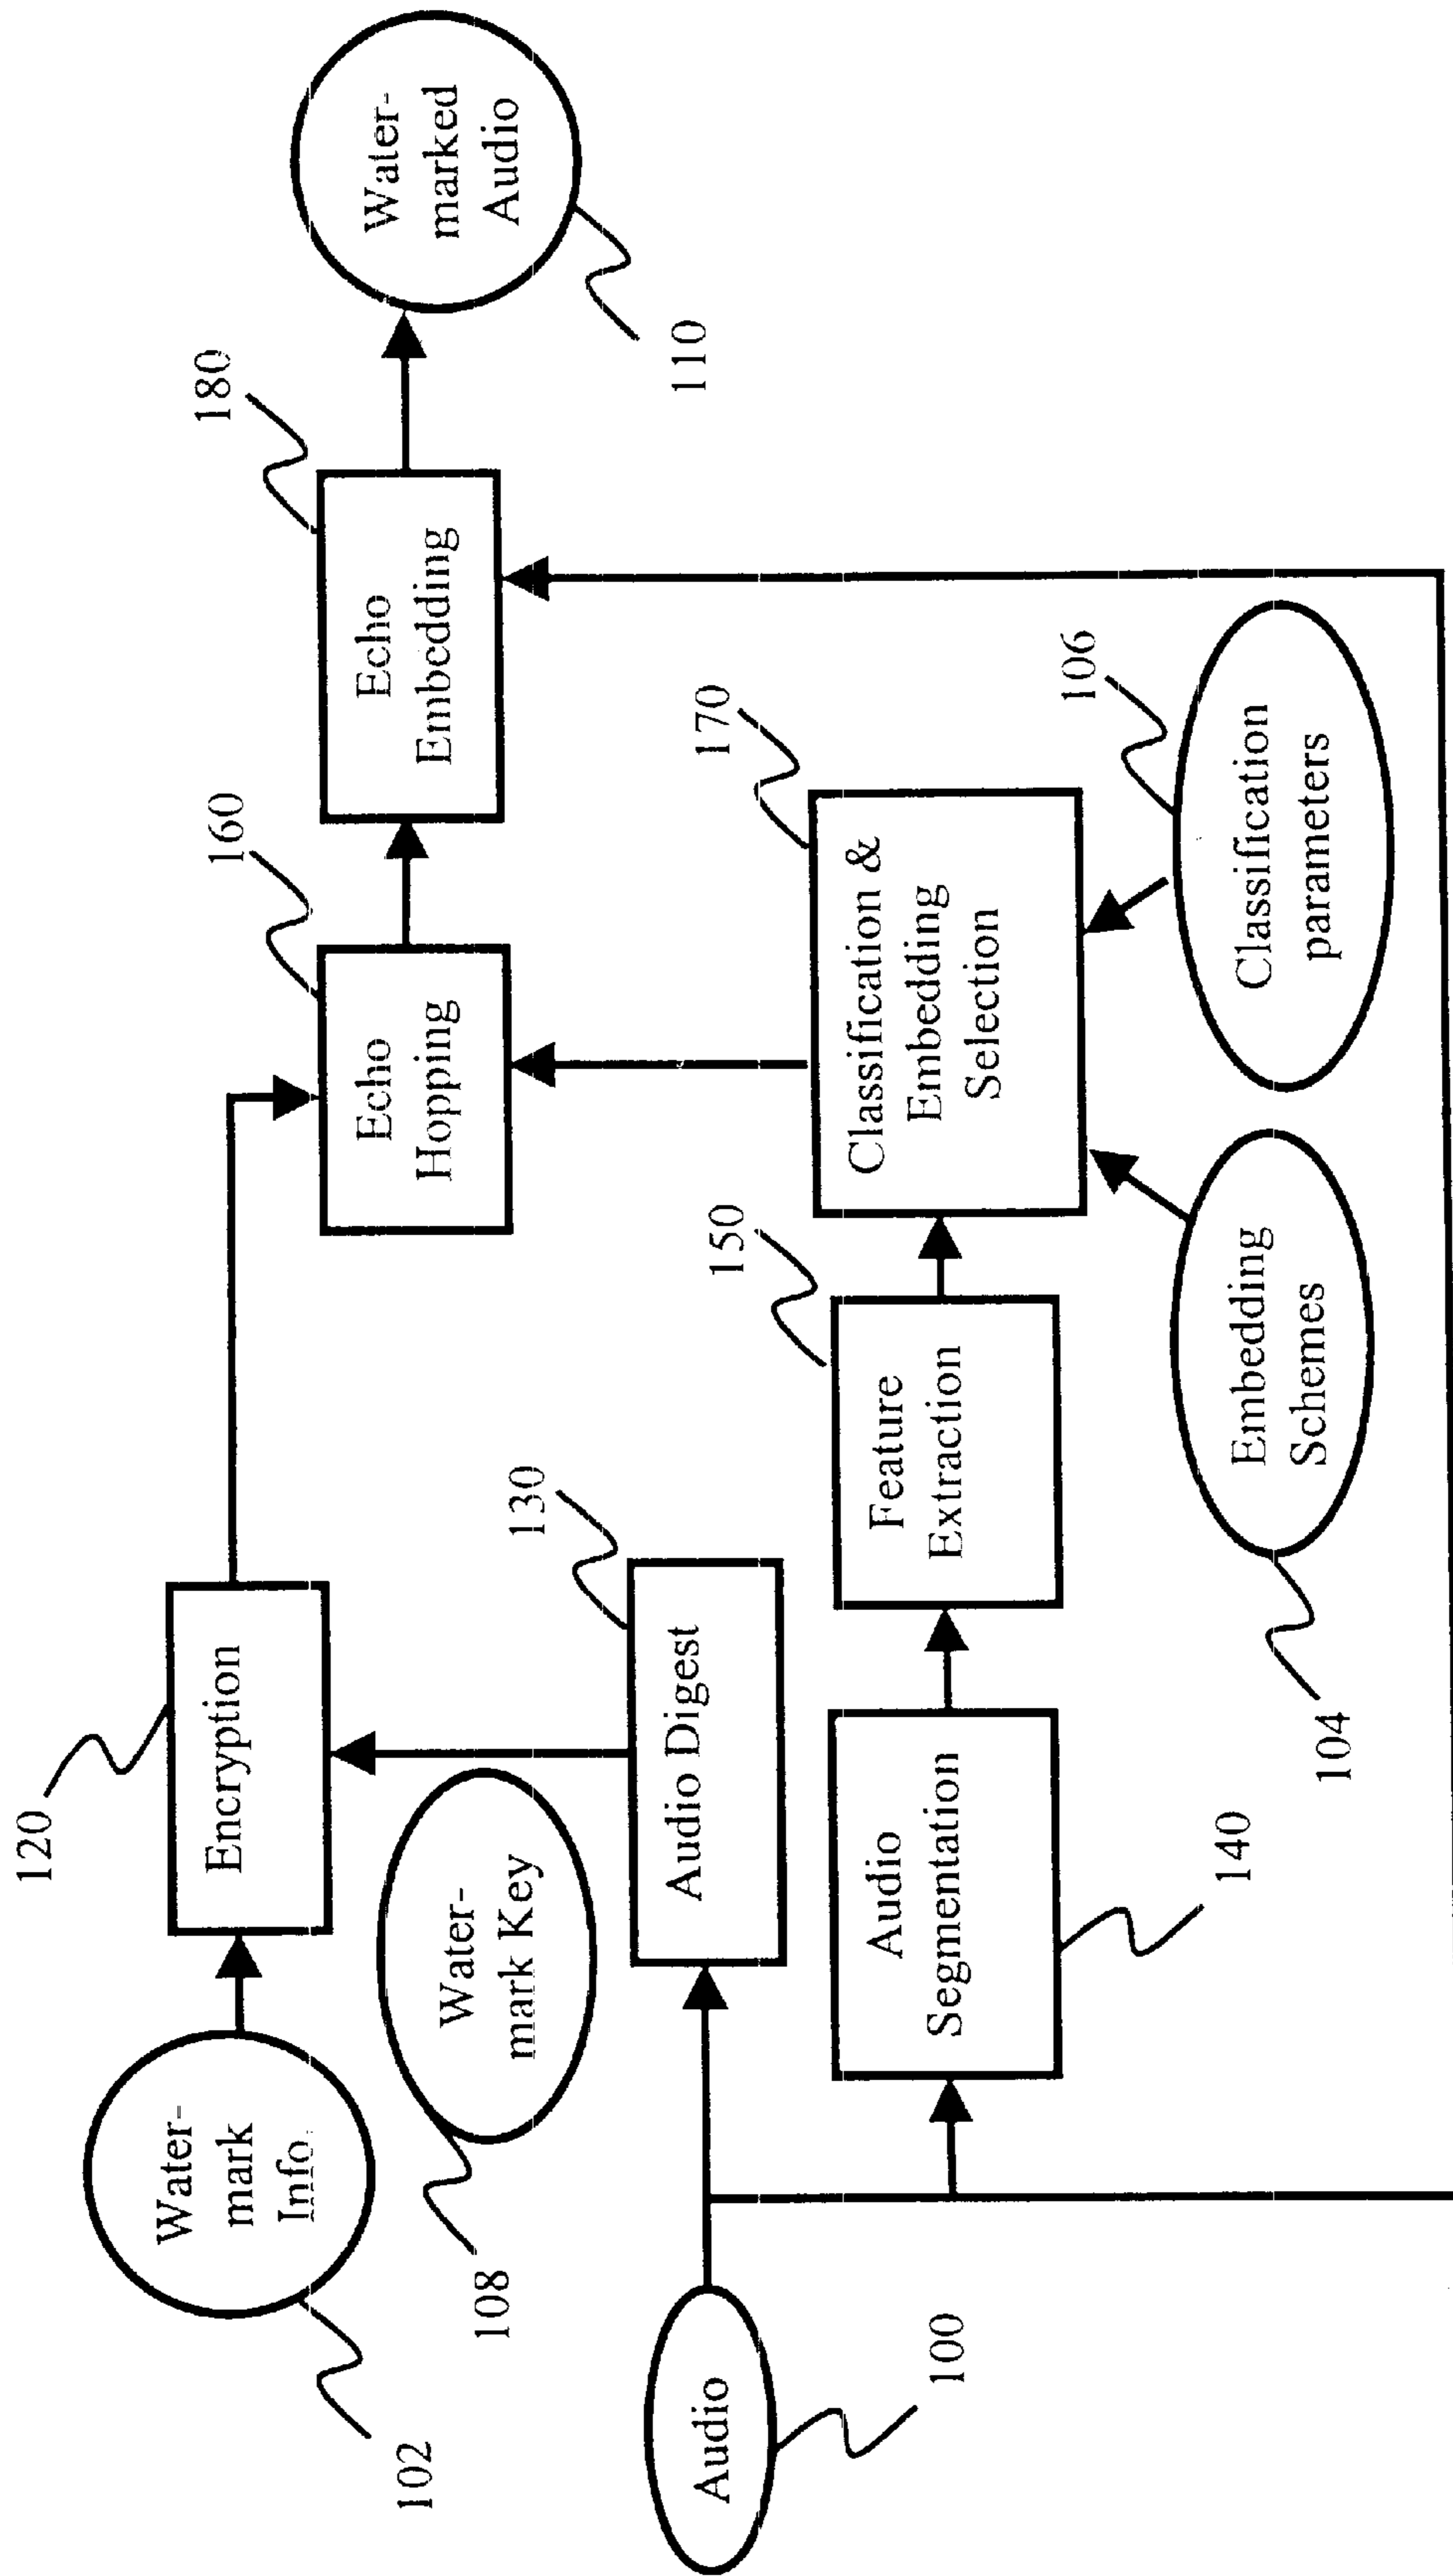 120
Encryption
Water-
mark
Info.
102
Water-
mark Key
108
130
Audio Digest
Audio
100
160
Echo
Hopping
180
Echo
Embedding
Water-
marked
Audio
110
Audio
Segmentation
140
150
Feature
Extraction
170
Classification &
Embedding
Selection
Embedding
Schemes
104
106
Classification
parameters